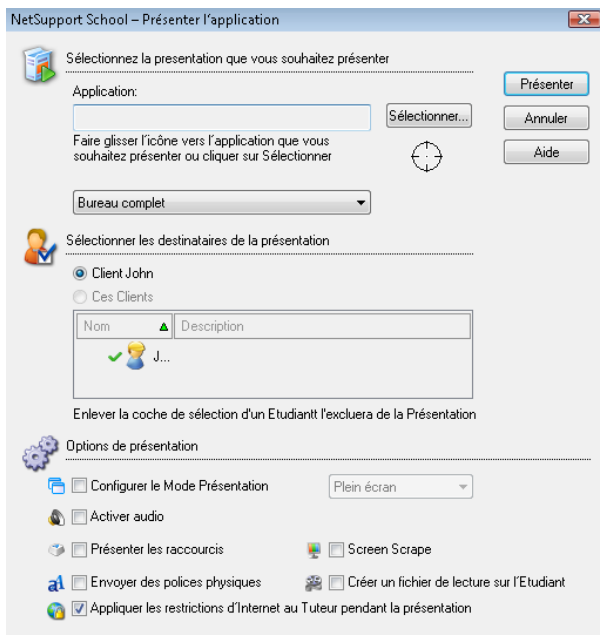 NetSupport School – Présenter l'application
Sélectionnez la presentation que vous souhaitez présenter
Application:
Sélectionner...
Faire glisser l'icône vers l'application que vous
souhaitez présenter ou cliquer sur Sélectionner
Bureau complet
Présenter
Annuler
Aide
Sélectionner les destinataires de la présentation
Client John
Ces Clients
Nom Description
J...
Enlever la coche de sélection d'un Etudiantt l'excluera de la Présentation
Options de présentation
Configurer le Mode Présentation Plein écran
Activer audio
Présenter les raccourcis Screen Scrape
Envoyer des polices physiques Créer un fichier de lecture sur l'Etudiant
Appliquer les restrictions d'Internet au Tuteur pendant la présentation